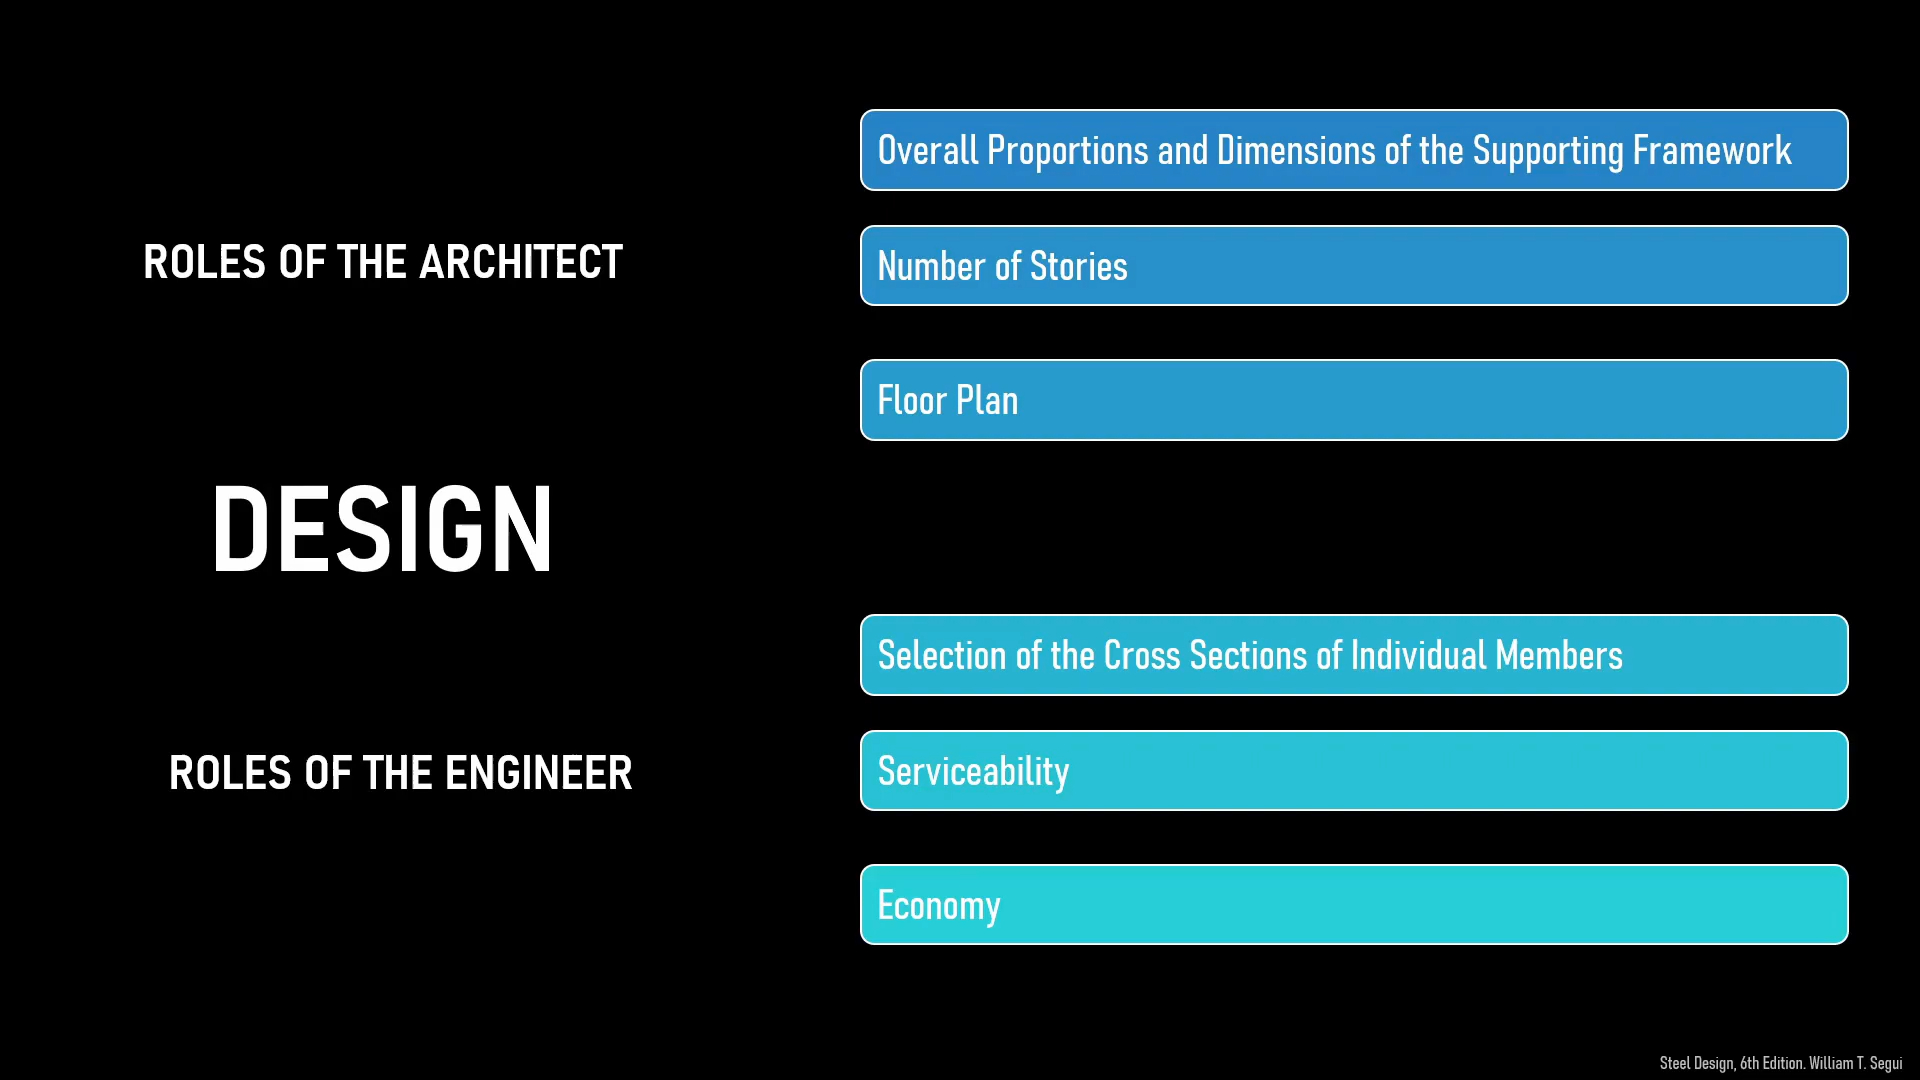 ROLES OF THE ARCHITECT
Overall Proportions and Dimensions of the Supporting Framework
Number of Stories
Floor Plan
DESIGN
ROLES OF THE ENGINEER
Selection of the Cross Sections of Individual Members
Serviceability
Economy
Steel Design, 6th Edition. William T. Segui